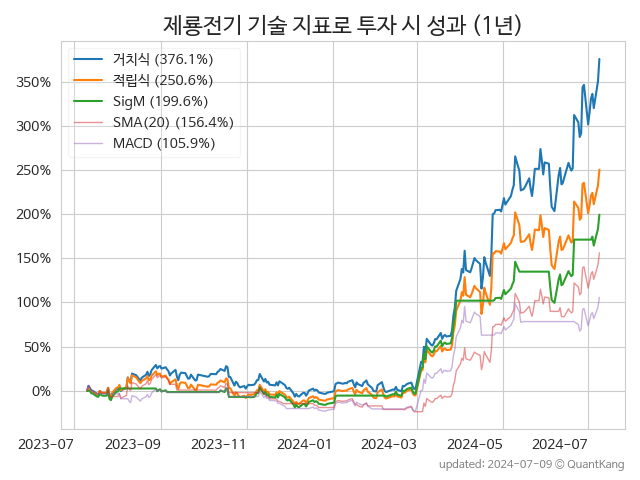 제룡전기 기술 지표로 투자 시 성과 (1년)
거치식 (376.1%)
적립식 (250.6%)
SigM (199.6%)
SMA(20) (156.4%)
MACD (105.9%)
350%
300%
250%
200%
150%
100%
50%
0%
2023-07 2023-09 2023-11 2024-01 2024-03 2024-05 2024-07
updated: 2024-07-09 @ QuantKang